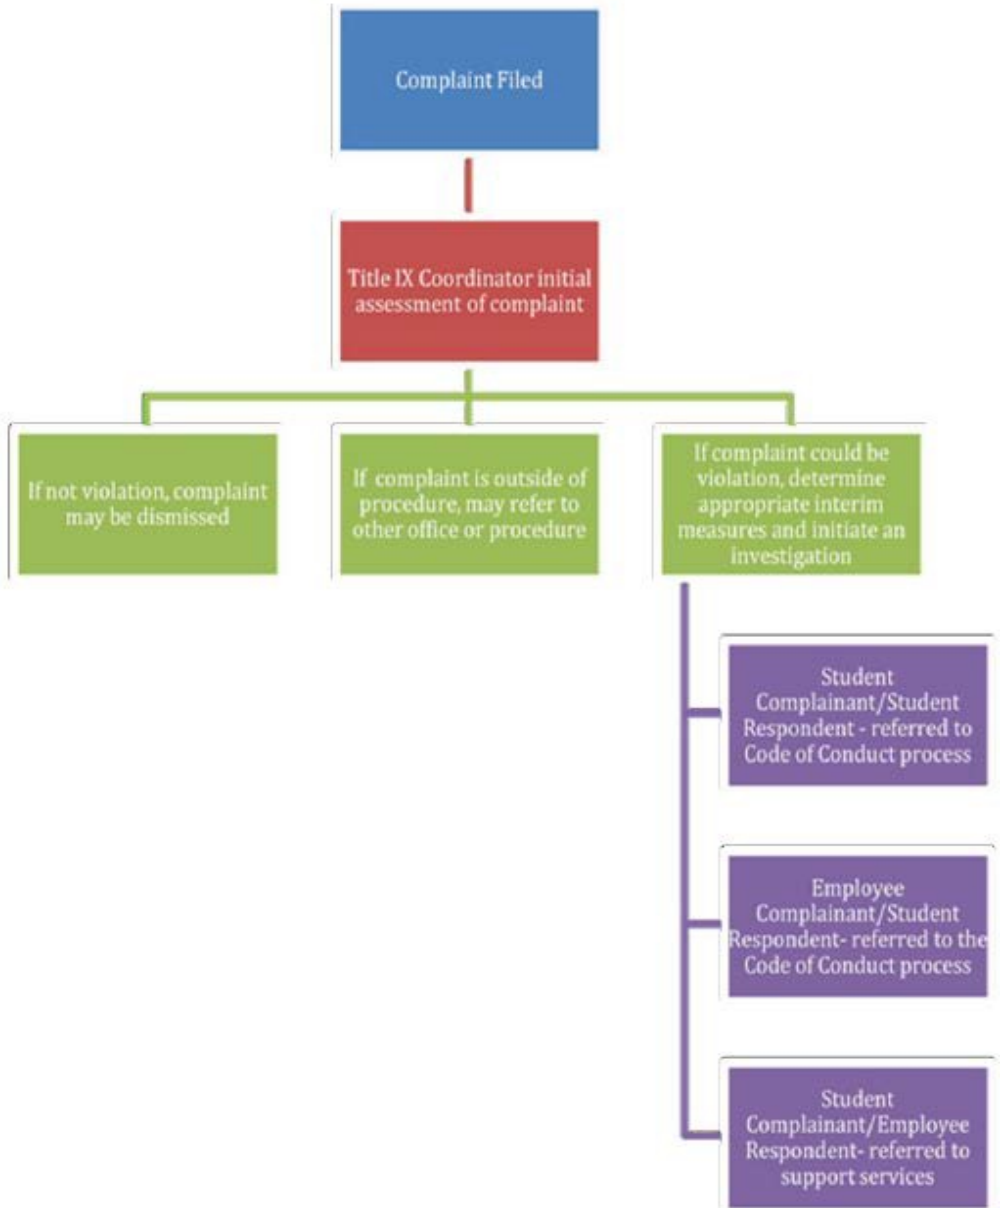 Complaint Filed
Title IX Coordinator initial
assessment of complaint
If not violation, complaint
may be dismissed
If complaint is outside of
procedure, may refer to
other office or procedure
If complaint could be
violation, determine
appropriate interim
measures and initiate an
investigation
Student
Complainant/Student
Respondent - referred to
Code of Conduct process
Employee
Complainant/Student
Respondent- referred to the
Code of Conduct process
Student
Complainant/Employee
Respondent- referred to
support services